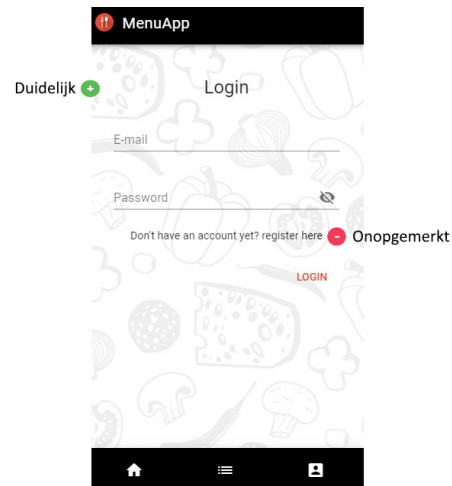 MenuApp
Duidelijk +
Login
E-mail
Password
Don't have an account yet? register here - Onopgemerkt
LOGIN